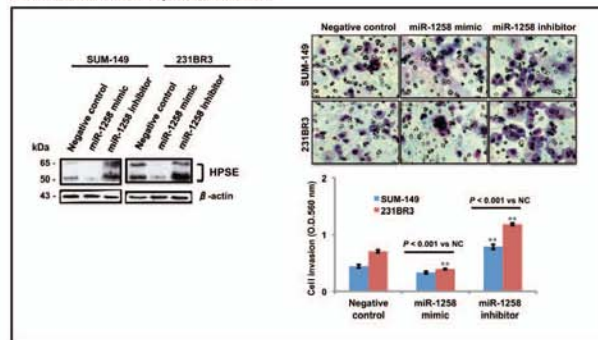 SUM-149 231BR3
Negative control
miR-1258 mimic
miR-1258 inhibitor
Negative control
miR-1258 mimic
miR-1258 inhibitor
kDa
65 -
50 -
43 -
HPSE
β-actin
Negative control miR-1258 mimic miR-1258 inhibitor
SUM-149
231BR3
Cell Invasion (O.D.560 nm)
2
1
0
SUM-149
231BR3
P < 0.001 vs NC
P < 0.001 vs NC
**
**
**
Negative control
miR-1258 mimic
miR-1258 inhibitor